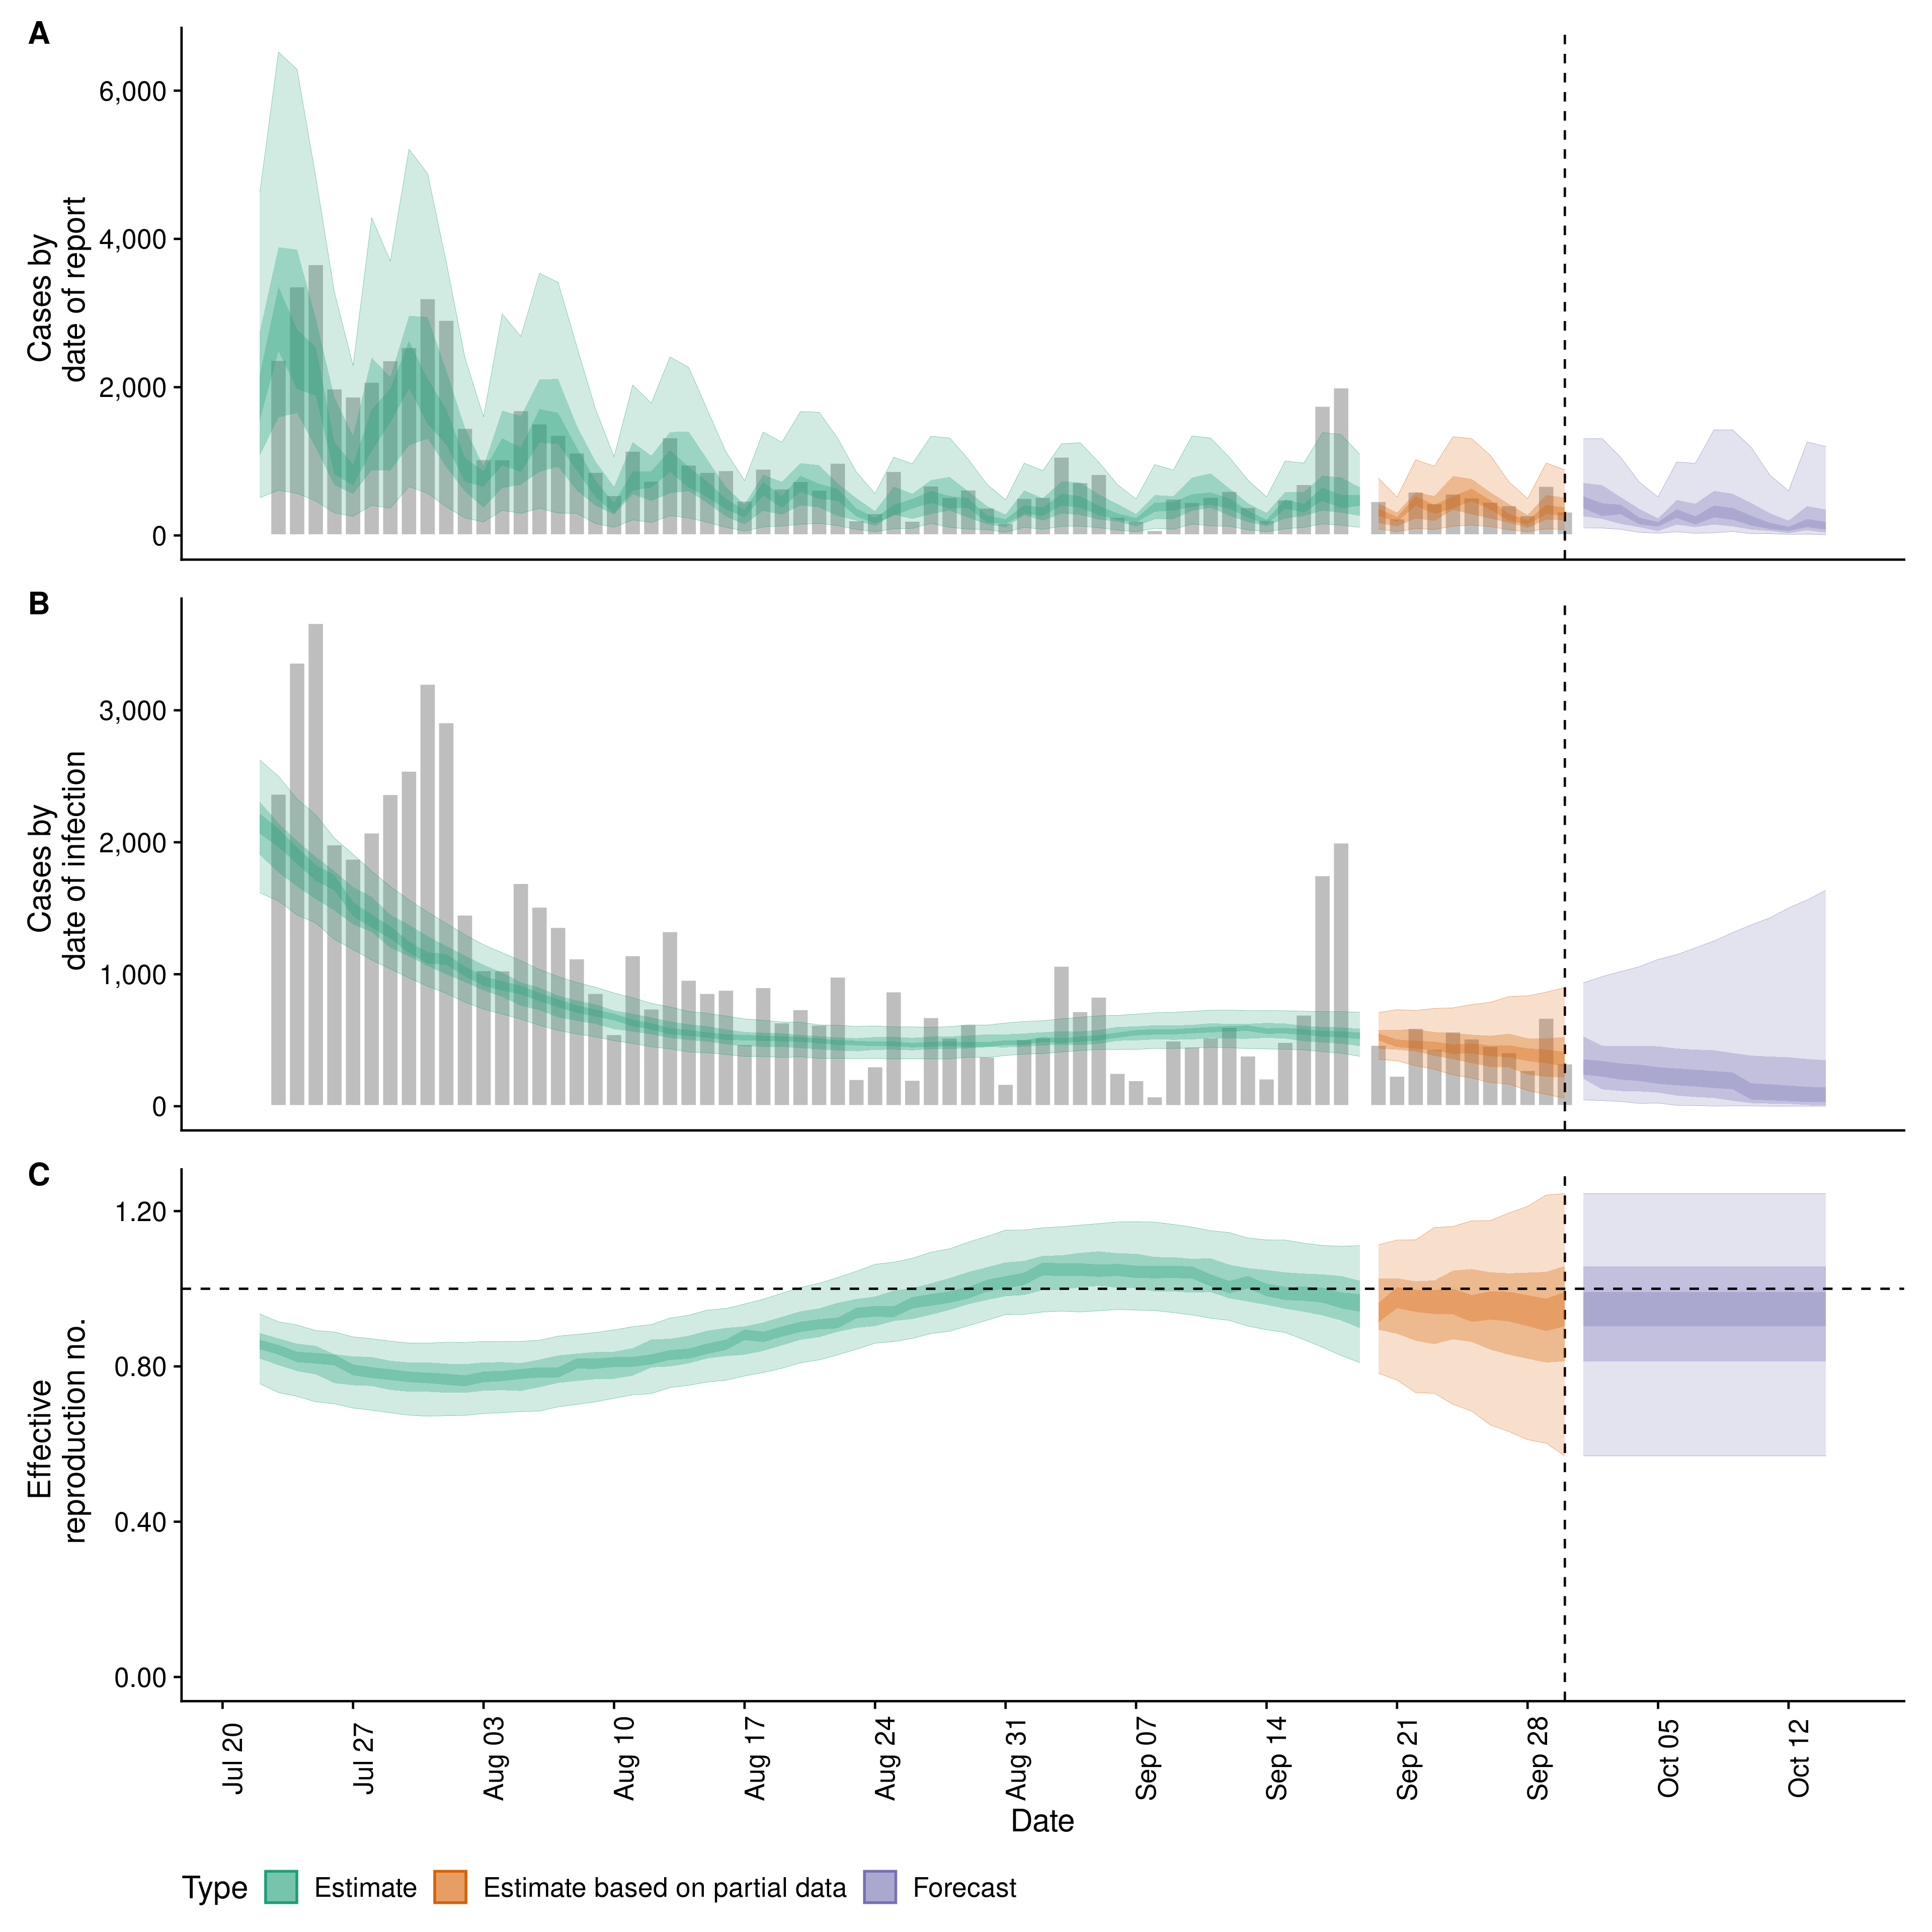 A
Cases by
date of report
6,000
4,000
2,000
0
B
Cases by
date of infection
3,000
2,000
1,000
0
C
Effective
reproduction no.
1.20
0.80
0.40
0.00
Jul 20
Jul 27
Aug 03
Aug 10
Aug 17
Aug 24
Aug 31
Sep 07
Sep 14
Sep 21
Sep 28
Oct 05
Oct 12
Date
Type Estimate Estimate based on partial data Forecast